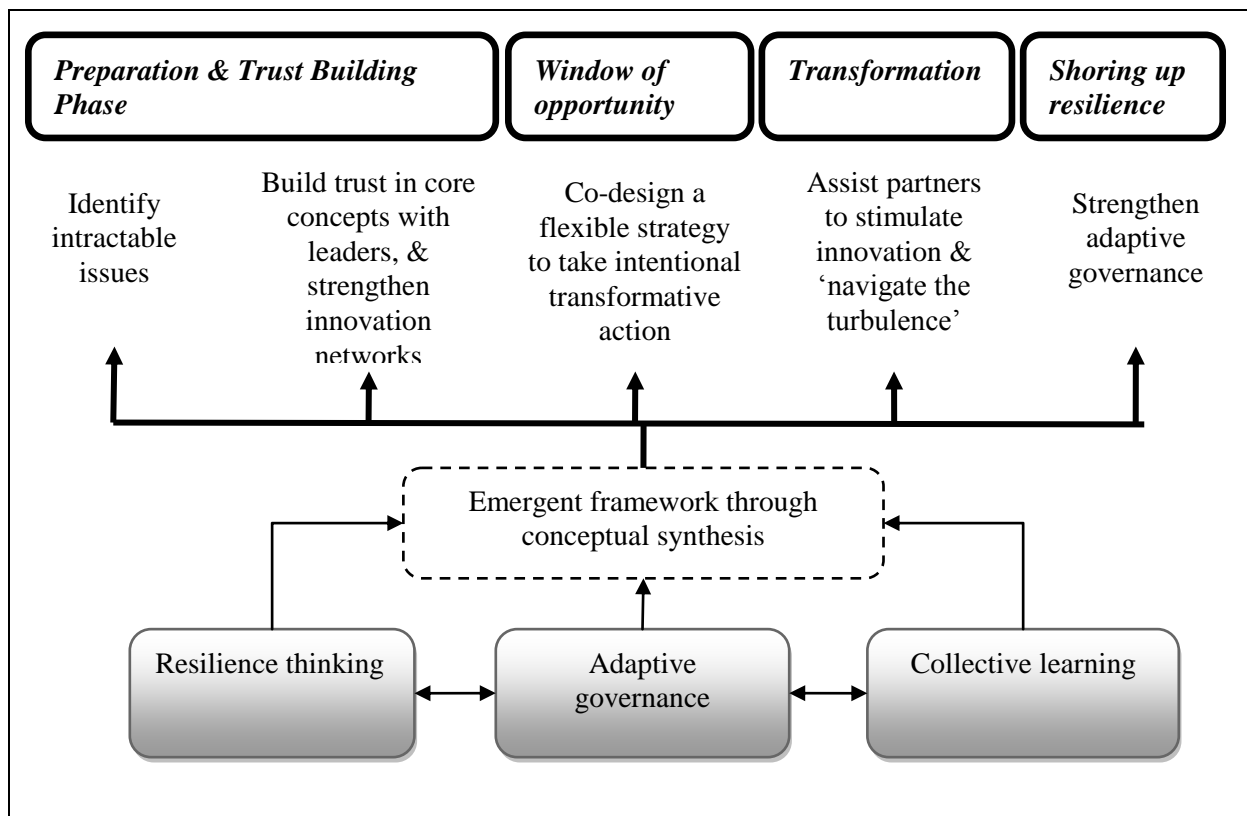 Preparation & Trust Building
Phase
Window of
opportunity
Transformation
Shoring up
resilience
Identify
intractable
issues
Build trust in core
concepts with
leaders, &
strengthen
innovation
networks
Co-design a
flexible strategy
to take intentional
transformative
action
Assist partners
to stimulate
innovation &
‘navigate the
turbulence’
Strengthen
adaptive
governance
Emergent framework through
conceptual synthesis
Resilience thinking
Adaptive
governance
Collective learning